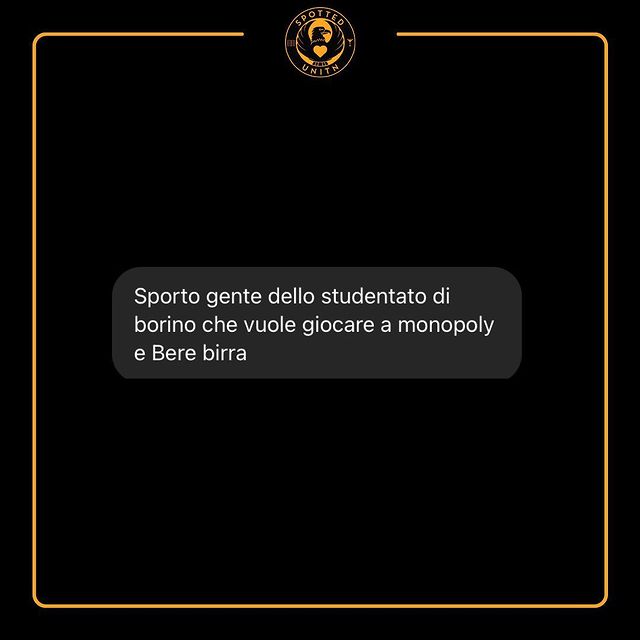 SPOTTED
UNITN
Sporto gente dello studentato di
borino che vuole giocare a monopoly
e Bere birra